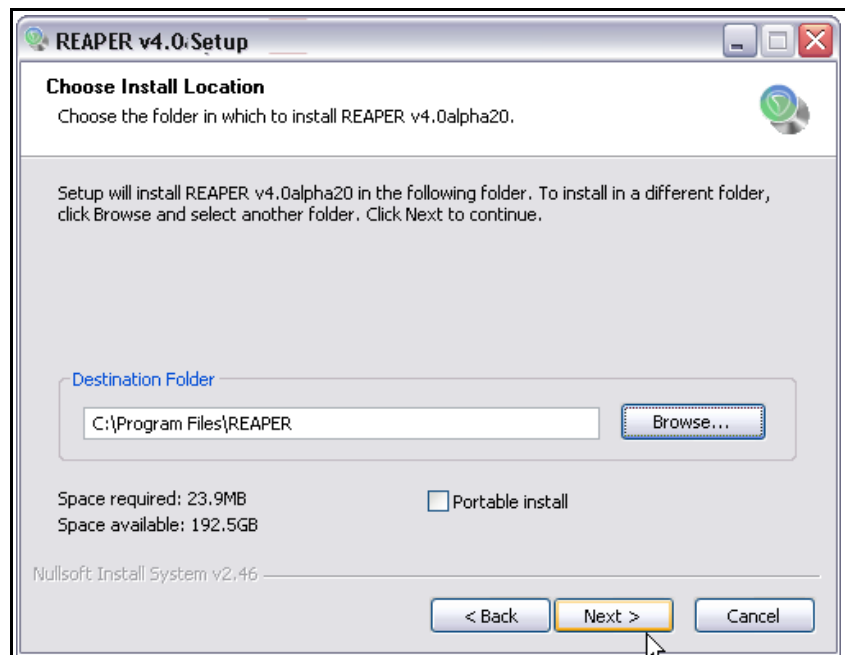 REAPER v4.0 Setup
Choose Install Location
Choose the folder in which to install REAPER v4.0alpha20.
Setup will install REAPER v4.0alpha20 in the following folder. To install in a different folder,
click Browse and select another folder. Click Next to continue.
Destination Folder
C:\Program Files\REAPER
Browse...
Space required: 23.9MB
Portable install
Space available: 192.5GB
Nullsoft Install System v2.46
< Back
Next >
Cancel